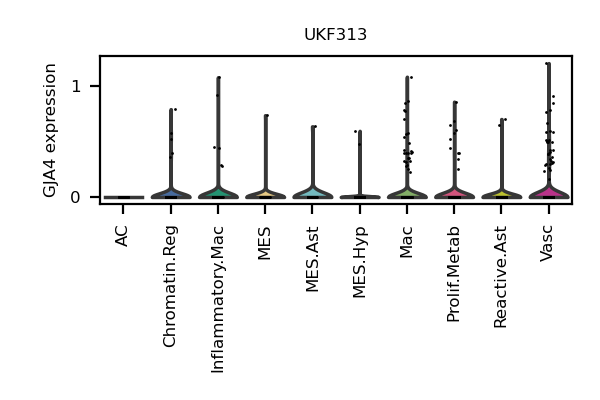 UKF313
GJA4 expression
1
0
AC
Chromatin.Reg
Inflammatory.Mac
MES
MES.Ast
MES.Hyp
Mac
Prolif.Metab
Reactive.Ast
Vasc